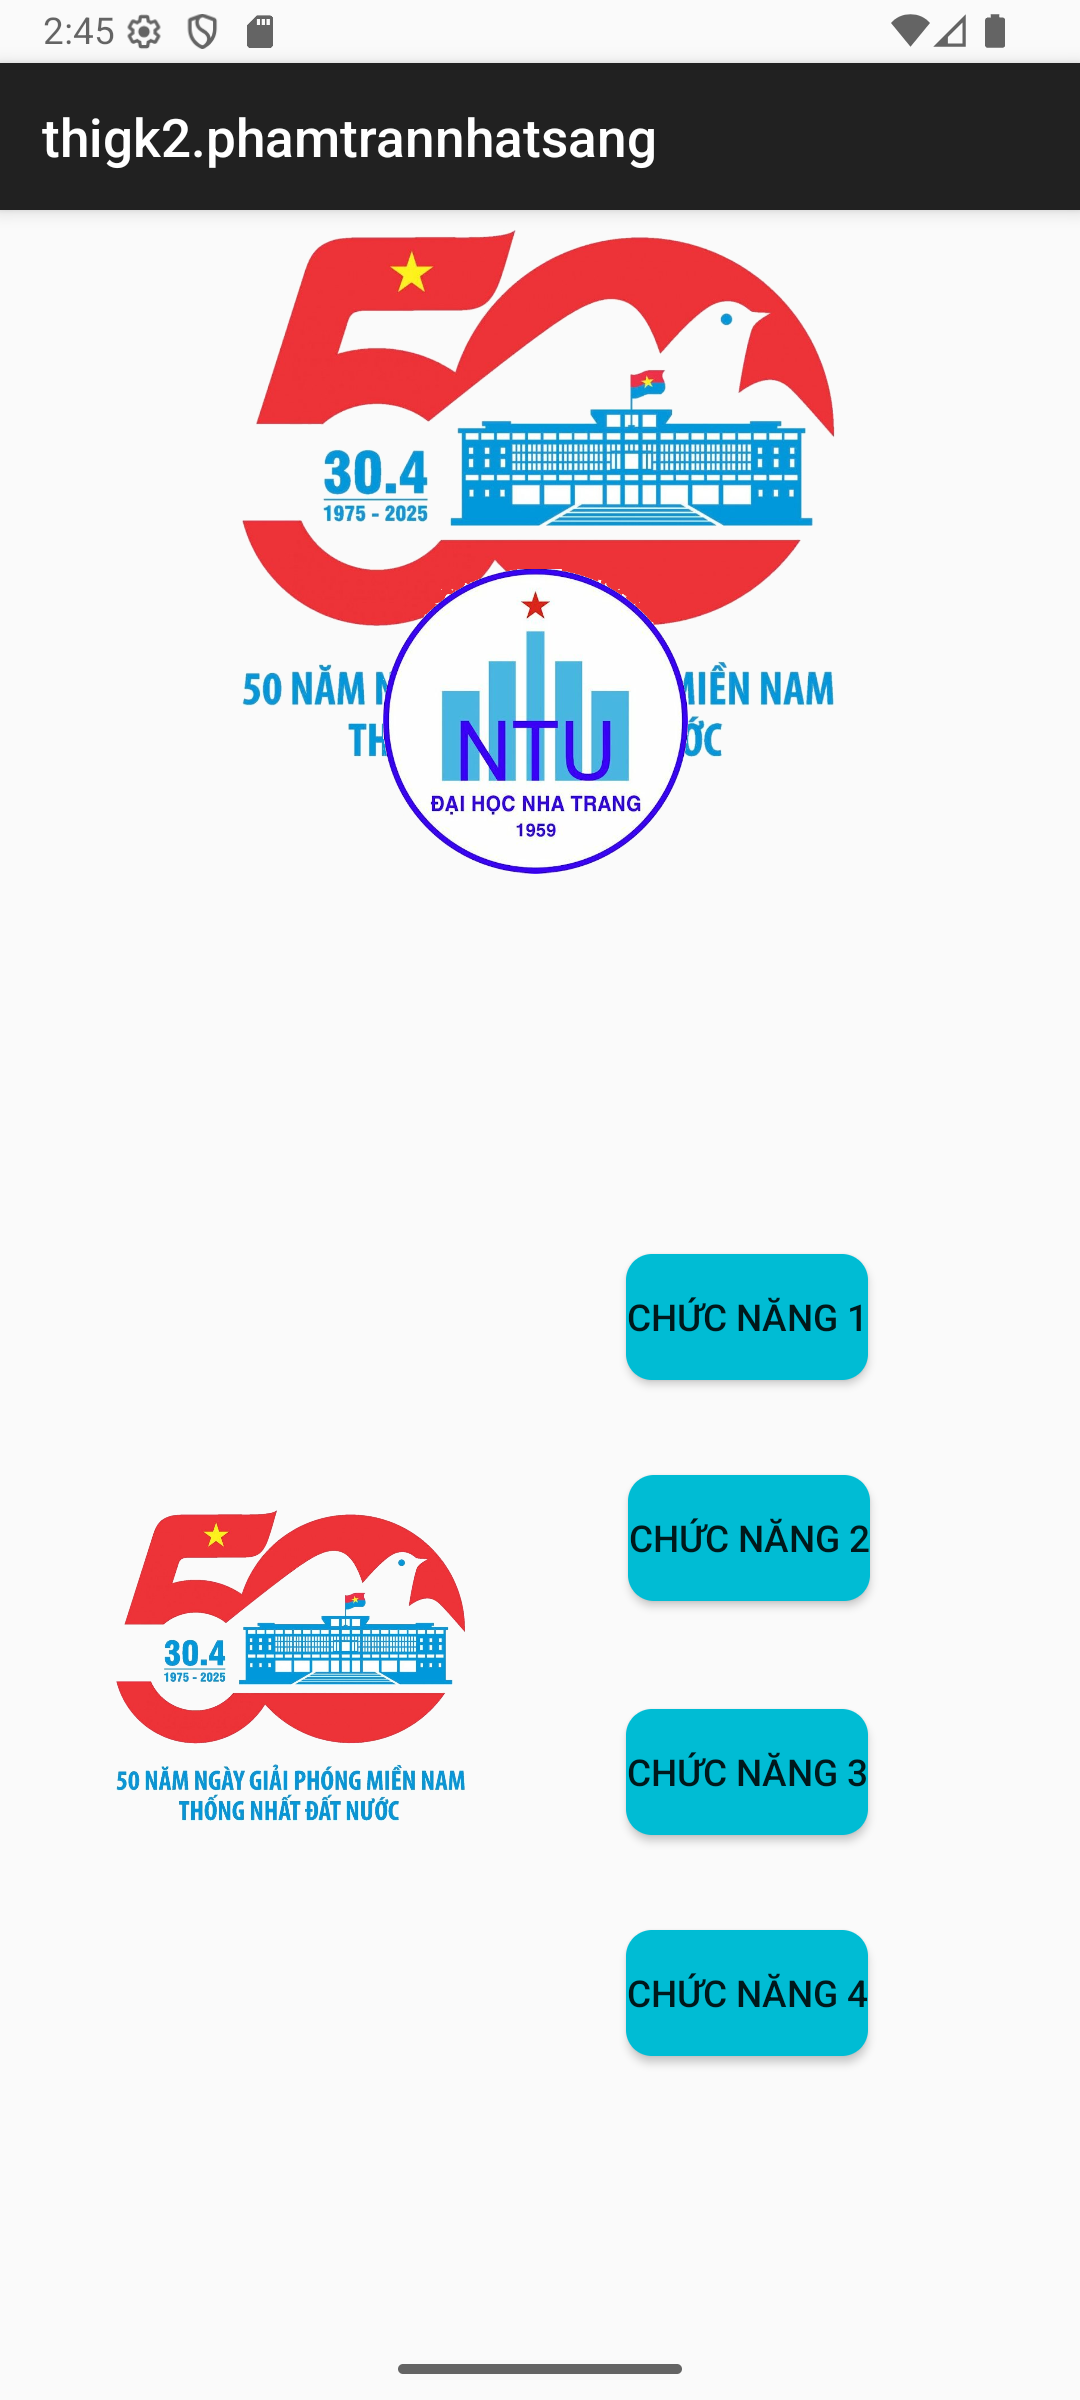 2:45
thigk2.phamtrannhatsang
30.4
1975 - 2025
50 NĂM MIỀN NAM
NTU
ĐẠI HỌC NHA TRANG
1959
CHỨC NĂNG 1
CHỨC NĂNG 2
30.4
1975 - 2025
50 NĂM NGÀY GIẢI PHÓNG MIỀN NAM
THỐNG NHẤT ĐẤT NƯỚC
CHỨC NĂNG 3
CHỨC NĂNG 4